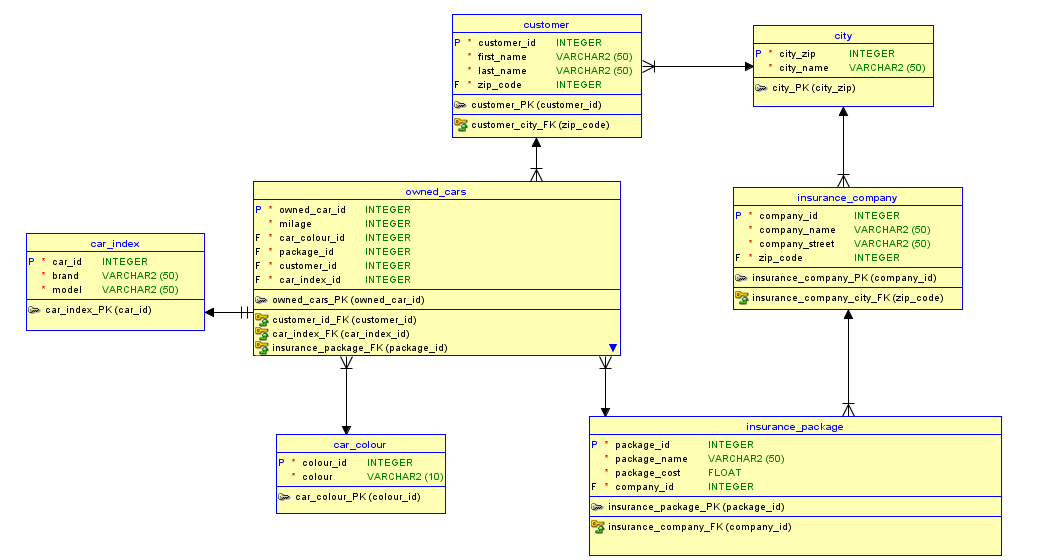 customer
P * customer_id INTEGER
* first_name VARCHAR2 (50)
* last_name VARCHAR2 (50)
F * zip_code INTEGER
customer_PK (customer_id)
customer_city_FK (zip_code)
city
P * city_zip INTEGER
* city_name VARCHAR2 (50)
city_PK (city_zip)
owned_cars
P * owned_car_id INTEGER
* milage INTEGER
F * car_colour_id INTEGER
F * package_id INTEGER
F * customer_id INTEGER
F * car_index_id INTEGER
owned_cars_PK (owned_car_id)
customer_id_FK (customer_id)
car_index_FK (car_index_id)
insurance_package_FK (package_id)
insurance_company
P * company_id INTEGER
* company_name VARCHAR2 (50)
* company_street VARCHAR2 (50)
F * zip_code INTEGER
insurance_company_PK (company_id)
insurance_company_city_FK (zip_code)
car_index
P * car_id INTEGER
* brand VARCHAR2 (50)
* model VARCHAR2 (50)
car_index_PK (car_id)
car_colour
P * colour_id INTEGER
* colour VARCHAR2 (10)
car_colour_PK (colour_id)
insurance_package
P * package_id INTEGER
* package_name VARCHAR2 (50)
* package_cost FLOAT
F * company_id INTEGER
insurance_package_PK (package_id)
insurance_company_FK (company_id)